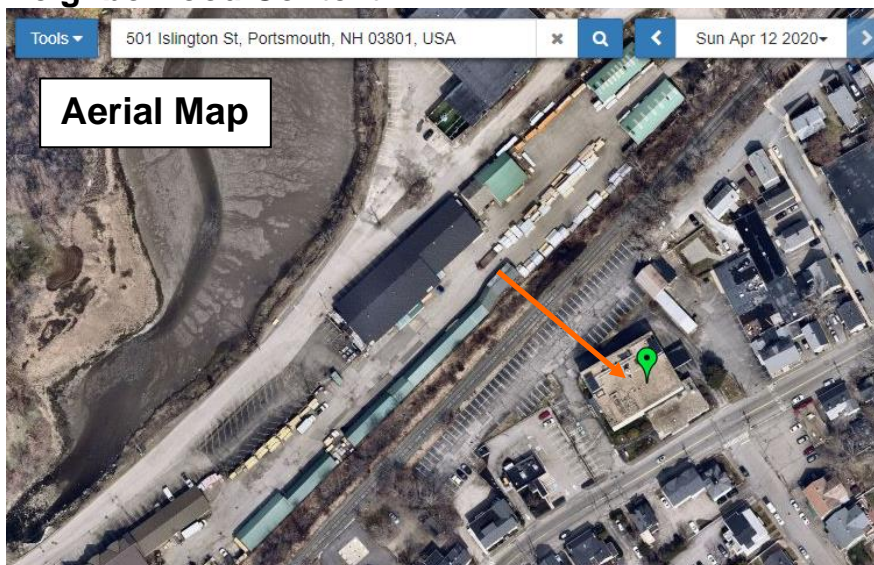 Tools
501 Islington St, Portsmouth, NH 03801, USA
Sun Apr 12 2020
Aerial Map